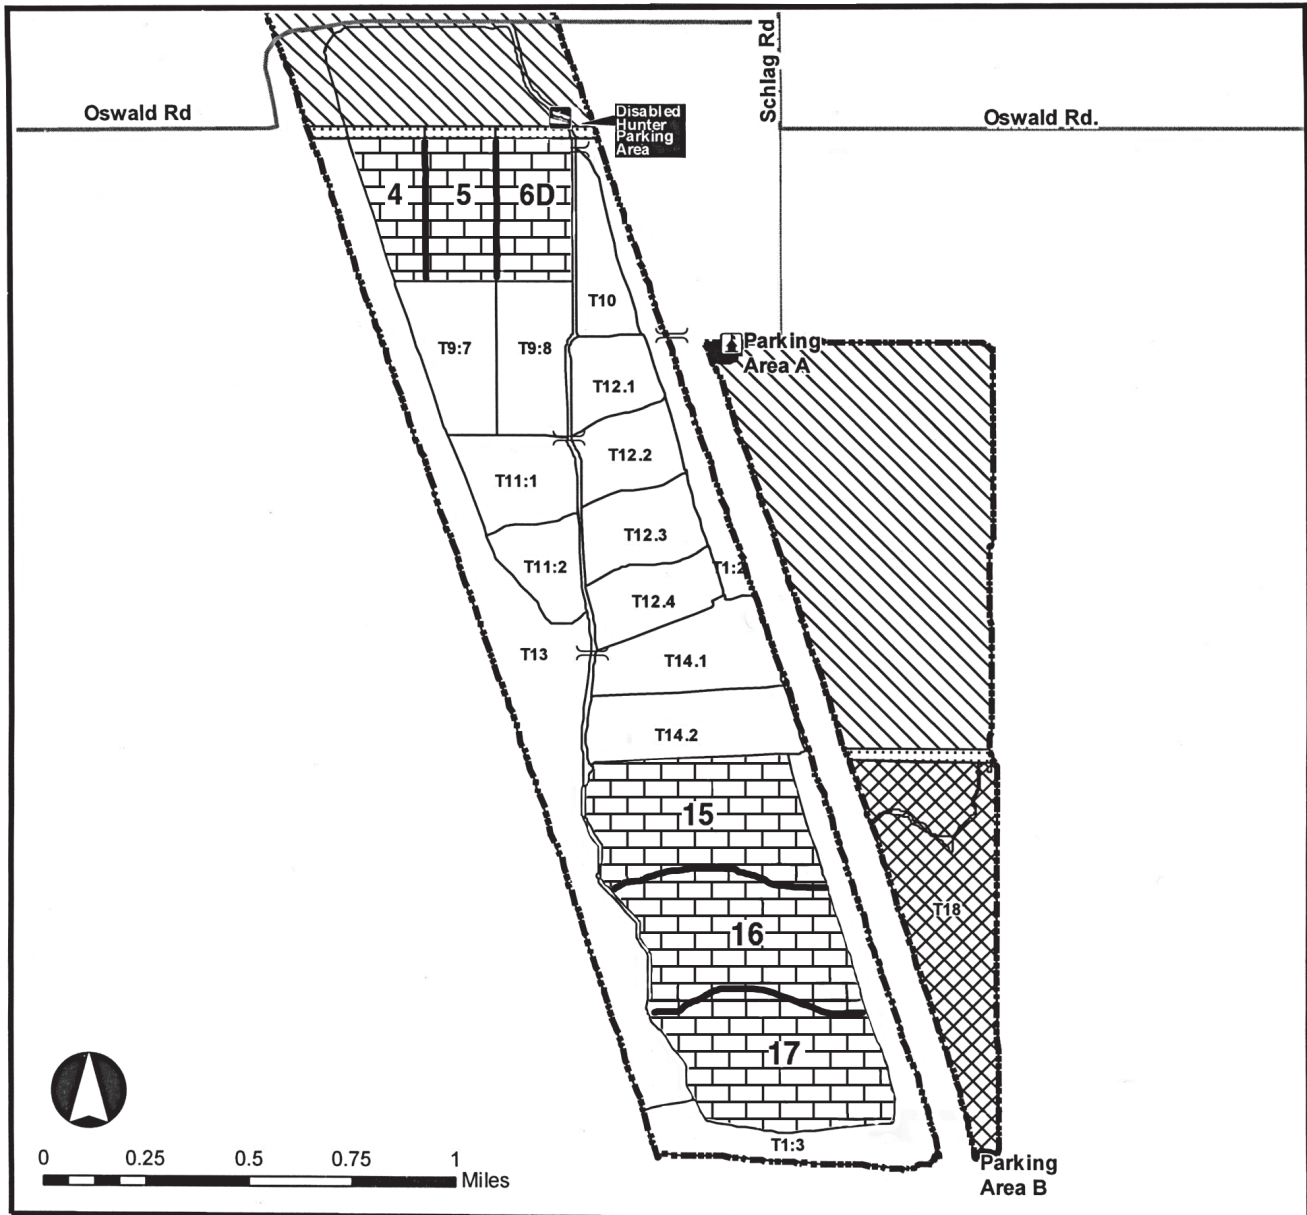 Schlag Rd
Oswald Rd
Disabled
Hunter
Parking
Area
Oswald Rd.
4
5
6D
T10
Parking
Area A
T9:7
T9:8
T12.1
T12.2
T11:1
T12.3
T11:2
T1:2
T12.4
T13
T14.1
T14.2
15
T18
16
17
T1:3
0
0.25
0.5
0.75
1
Miles
Parking
Area B